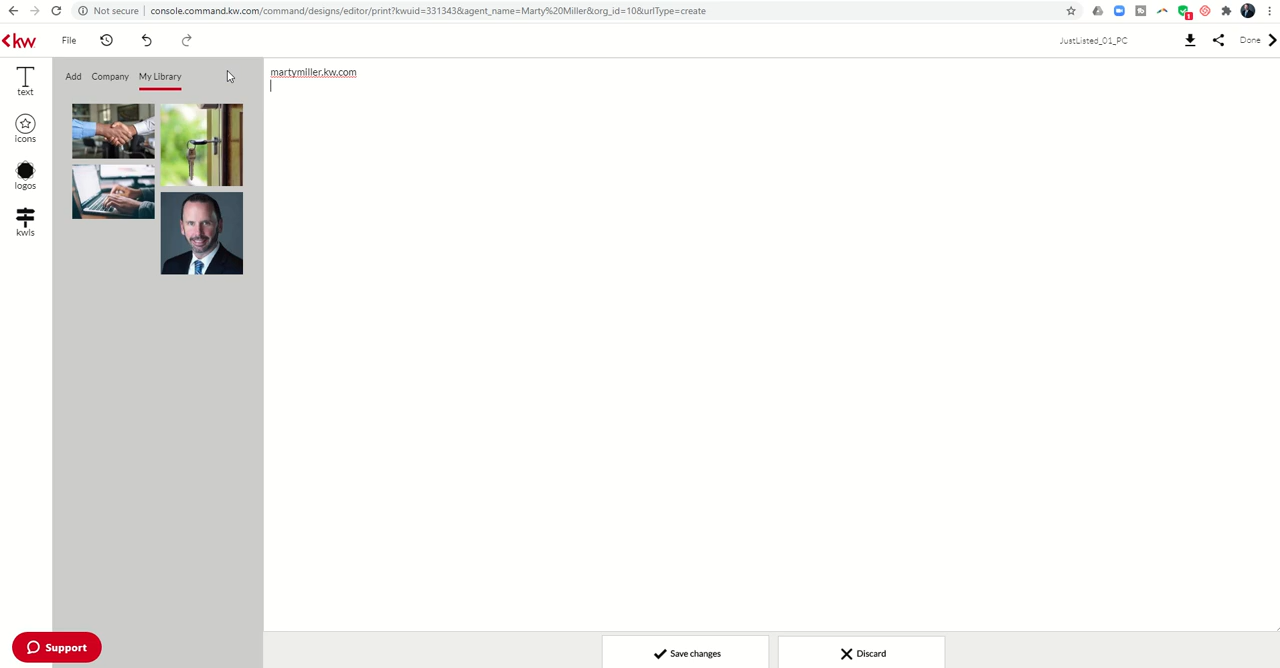 Not secure
console.command.kw.com/command/designs/editor/print?kwuid=331343&agent_name=Marty%20Miller&org_id=10&urlType=create
1
kw
File
JustListed_01_PC
Done
text
icons
logos
kwls
Add
Company
My Library
martymiller.kw.com
Support
Save changes
Discard